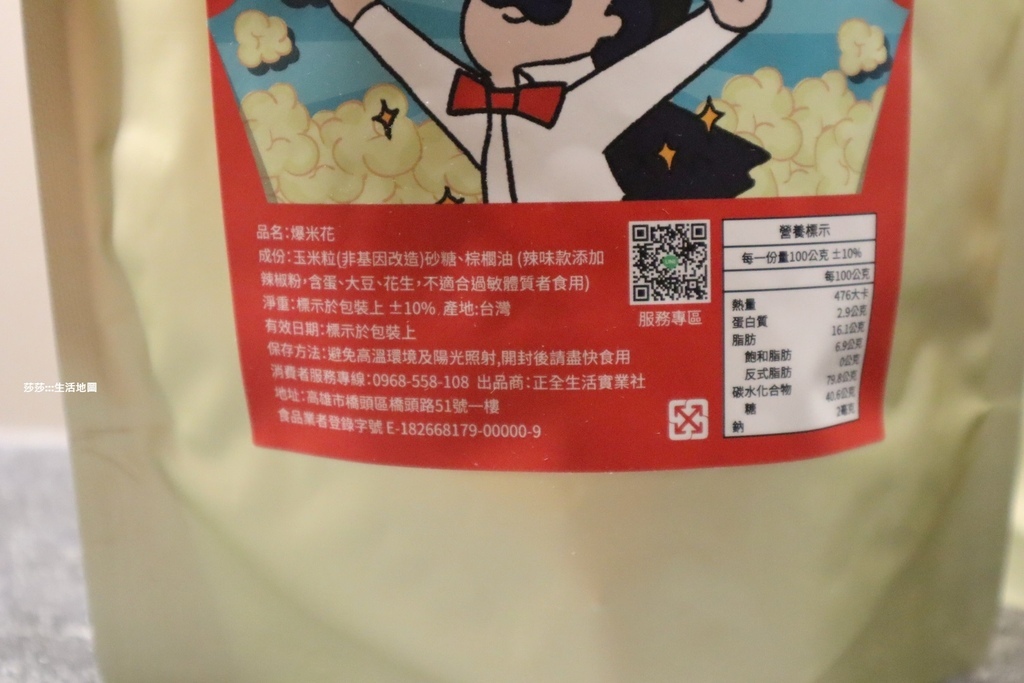 品名:爆米花
成份:玉米粒(非基因改造)砂糖、棕櫚油 (辣味款添加
辣椒粉,含蛋、大豆、花生,不適合過敏體質者食用)
淨重:標示於包裝上 ±10% 產地:台灣
有效日期:標示於包裝上
保存方法:避免高溫環境及陽光照射,開封後請盡快食用
消費者服務專線:0968-558-108 出品商:正全生活實業社
地址:高雄市橋頭區橋頭路51號一樓
食品業者登錄字號 E-182668179-00000-9
服務專區
營養標示
每一份量100公克 ±10%
每100公克
熱量 476大卡
蛋白質 2.9公克
脂肪 16.1公克
飽和脂肪 6.9公克
反式脂肪 0公克
碳水化合物 79.8公克
糖 40.6公克
鈉 2毫克
莎莎:::生活地圖